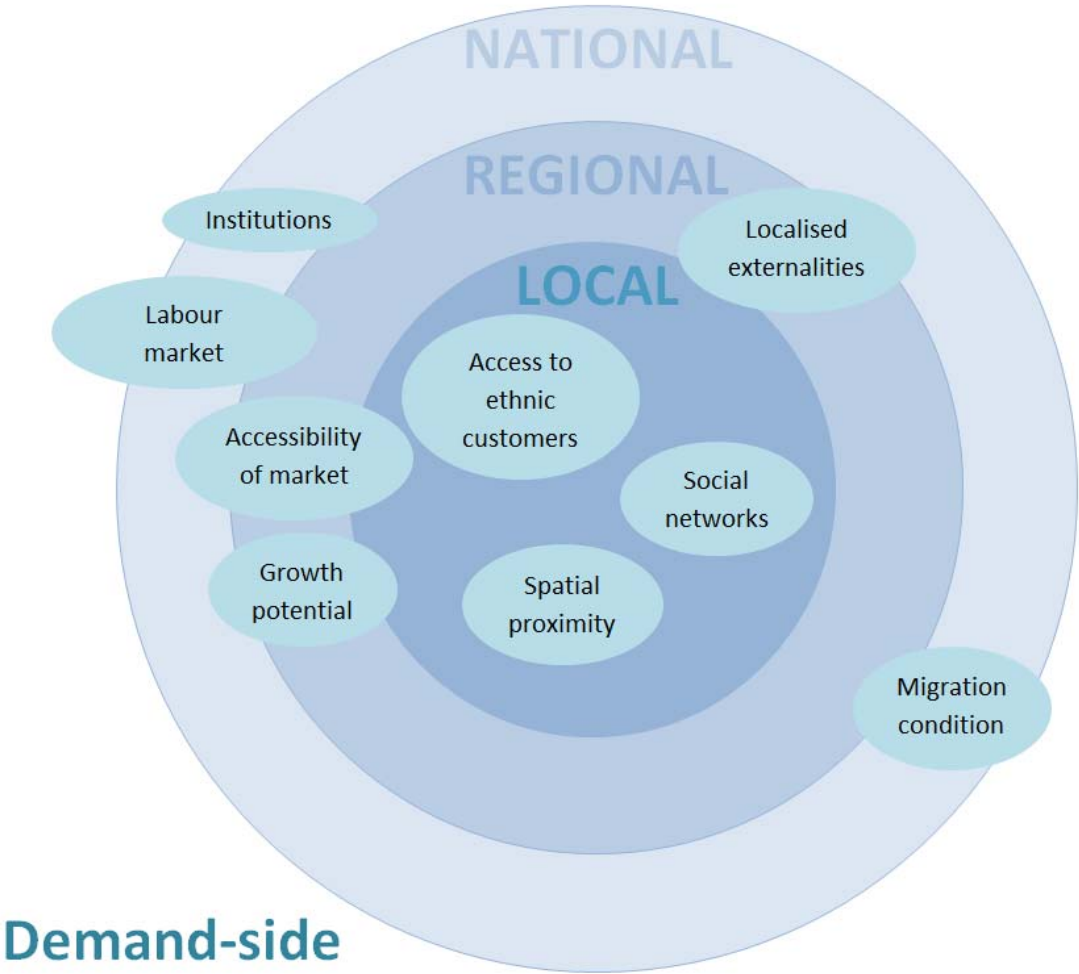 NATIONAL
REGIONAL
Institutions
Localised
externalities
LOCAL
Labour
market
Access to
ethnic
customers
Accessibility
of market
Social
networks
Growth
potential
Spatial
proximity
Migration
condition
Demand-side